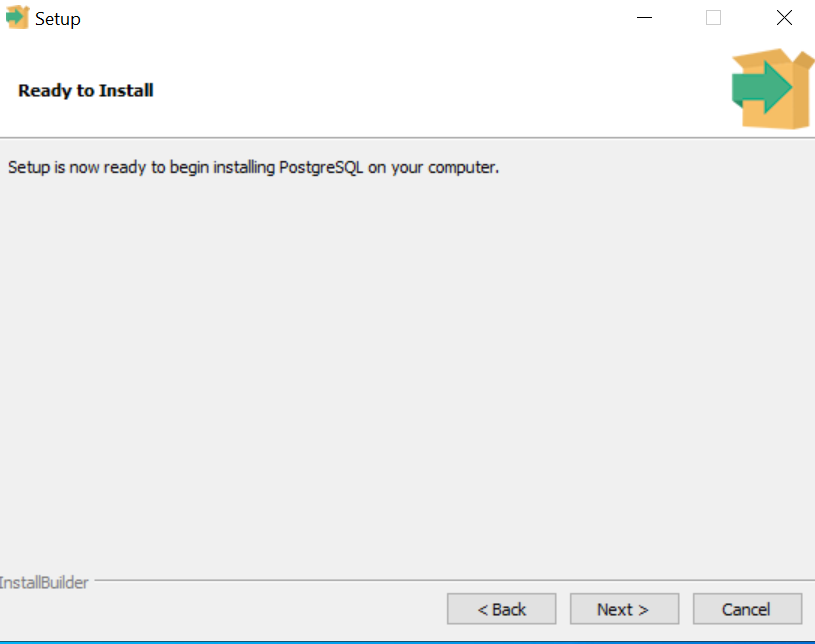 Setup
Ready to Install
Setup is now ready to begin installing PostgreSQL on your computer.
InstallBuilder
< Back
Next >
Cancel